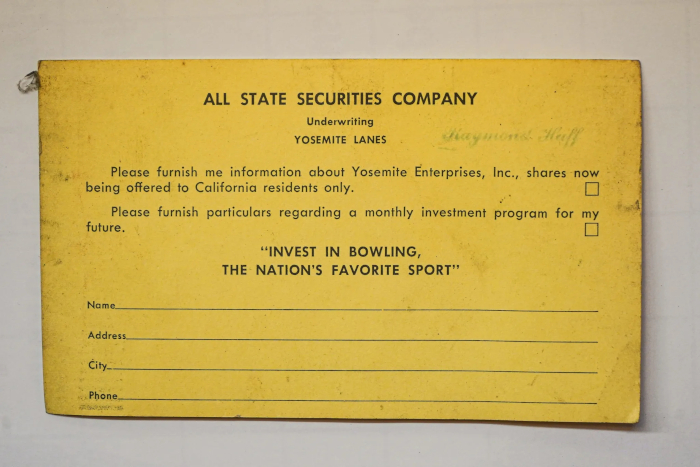 ALL STATE SECURITIES COMPANY
Underwriting
YOSEMITE LANES
Raymond
Please furnish me information about Yosemite Enterprises, Inc., shares now
being offered to California residents only.
Please furnish particulars regarding a monthly investment program for my
future.
"INVEST IN BOWLING,
THE NATION'S FAVORITE SPORT"
Name
Address
City
Phone